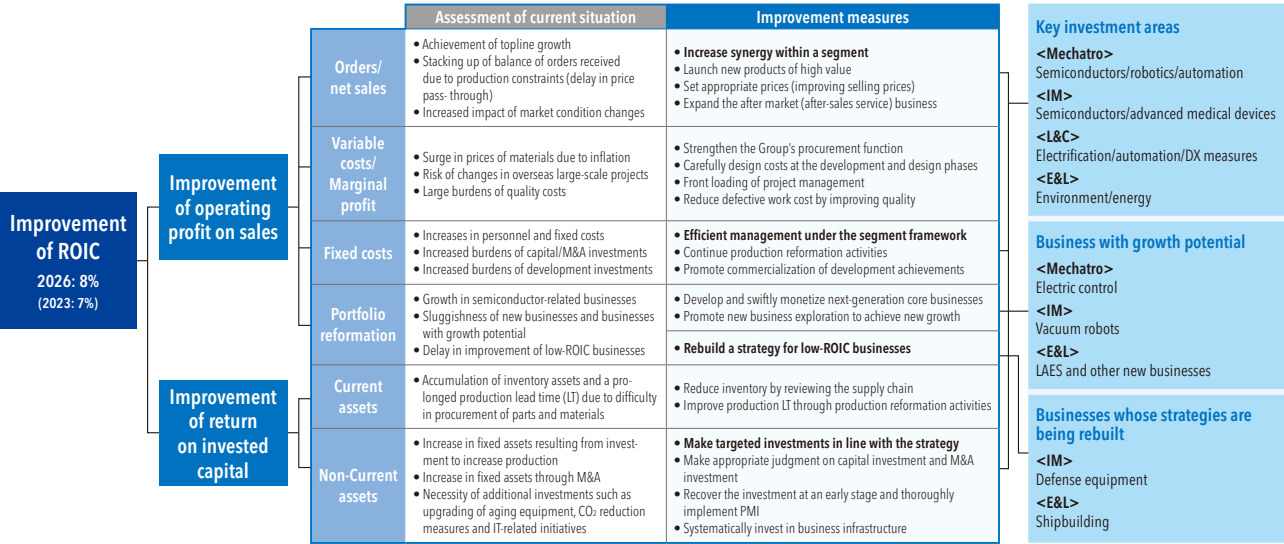 Improvement
of ROIC
2026: 8%
(2023: 7%)
Improvement
of operating
profit on sales
Improvement
of return
on invested
capital
Assessment of current situation
Improvement measures
Orders/
net sales
• Achievement of topline growth
• Stacking up of balance of orders received
due to production constraints (delay in price
pass- through)
• Increased impact of market condition changes
• Increase synergy within a segment
• Launch new products of high value
• Set appropriate prices (improving selling prices)
• Expand the after market (after-sales service) business
Variable
costs/
Marginal
profit
• Surge in prices of materials due to inflation
• Risk of changes in overseas large-scale projects
• Large burdens of quality costs
• Strengthen the Group's procurement function
• Carefully design costs at the development and design phases
• Front loading of project management
• Reduce defective work cost by improving quality
Fixed costs
• Increases in personnel and fixed costs
• Increased burdens of capital/M&A investments
• Increased burdens of development investments
• Efficient management under the segment framework
• Continue production reformation activities
• Promote commercialization of development achievements
Portfolio
reformation
• Growth in semiconductor-related businesses
• Sluggishness of new businesses and businesses
with growth potential
• Delay in improvement of low-ROIC businesses
• Develop and swiftly monetize next-generation core businesses
• Promote new business exploration to achieve new growth
• Rebuild a strategy for low-ROIC businesses
Current
assets
• Accumulation of inventory assets and a pro-
longed production lead time (LT) due to difficulty
in procurement of parts and materials
• Reduce inventory by reviewing the supply chain
• Improve production LT through production reformation activities
Non-Current
assets
• Increase in fixed assets resulting from invest-
ment to increase production
• Increase in fixed assets through M&A
• Necessity of additional investments such as
upgrading of aging equipment, CO₂ reduction
measures and IT-related initiatives
• Make targeted investments in line with the strategy
• Make appropriate judgment on capital investment and M&A
investment
• Recover the investment at an early stage and thoroughly
implement PMI
• Systematically invest in business infrastructure
Key investment areas
<Mechatro>
Semiconductors/robotics/automation
<IM>
Semiconductors/advanced medical devices
<L&C>
Electrification/automation/DX measures
<E&L>
Environment/energy
Business with growth potential
<Mechatro>
Electric control
<IM>
Vacuum robots
<E&L>
LAES and other new businesses
Businesses whose strategies are
being rebuilt
<IM>
Defense equipment
<E&L>
Shipbuilding